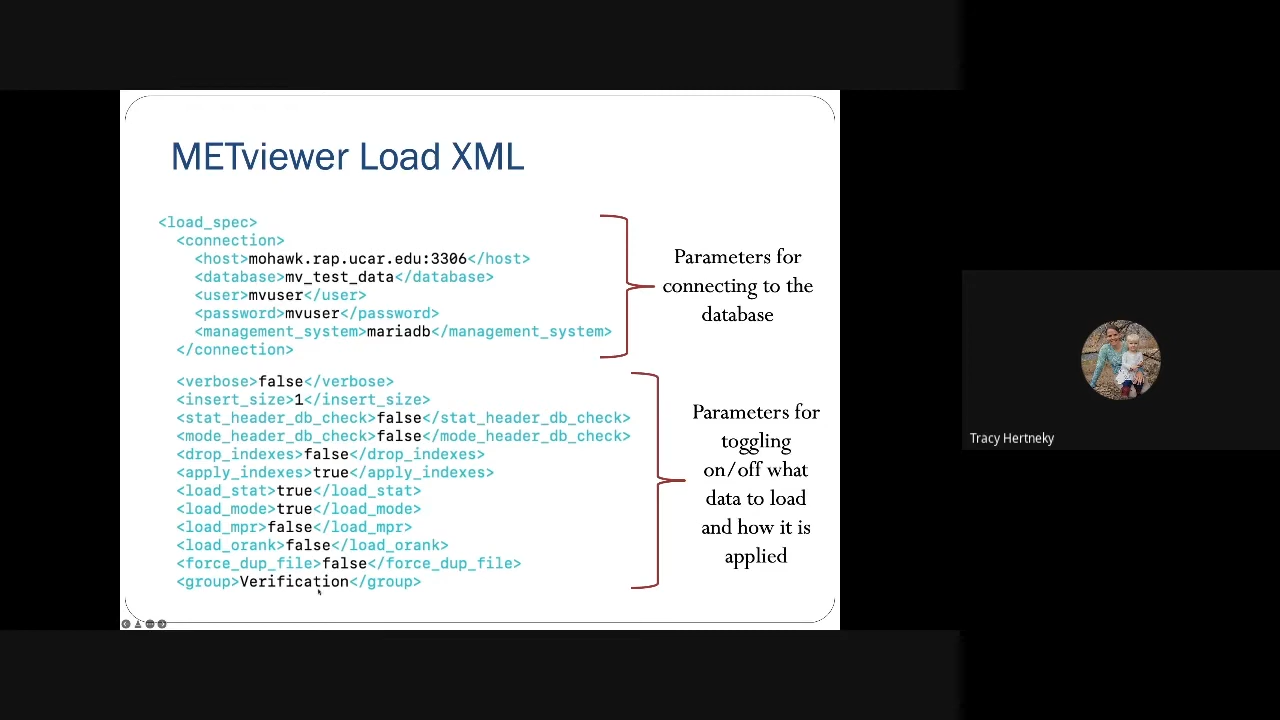 METviewer Load XML
<load_spec>
<connection>
<host>mohawk.rap.ucar.edu:3306</host>
<database>mv_test_data</database>
<user>mvuser</user>
<password>mvuser</password>
<management_system>mariadb</management_system>
</connection>
Parameters for
connecting to the
database
<verbose>false</verbose>
<insert_size>1</insert_size>
<stat_header_db_check>false</stat_header_db_check>
<mode_header_db_check>false</mode_header_db_check>
<drop_indexes>false</drop_indexes>
<apply_indexes>true</apply_indexes>
<load_stat>true</load_stat>
<load_mode>true</load_mode>
<load_mpr>false</load_mpr>
<load_orank>false</load_orank>
<force_dup_file>false</force_dup_file>
<group>Verification</group>
Parameters for
toggling
on/off what
data to load
and how it is
applied
Tracy Hertneky